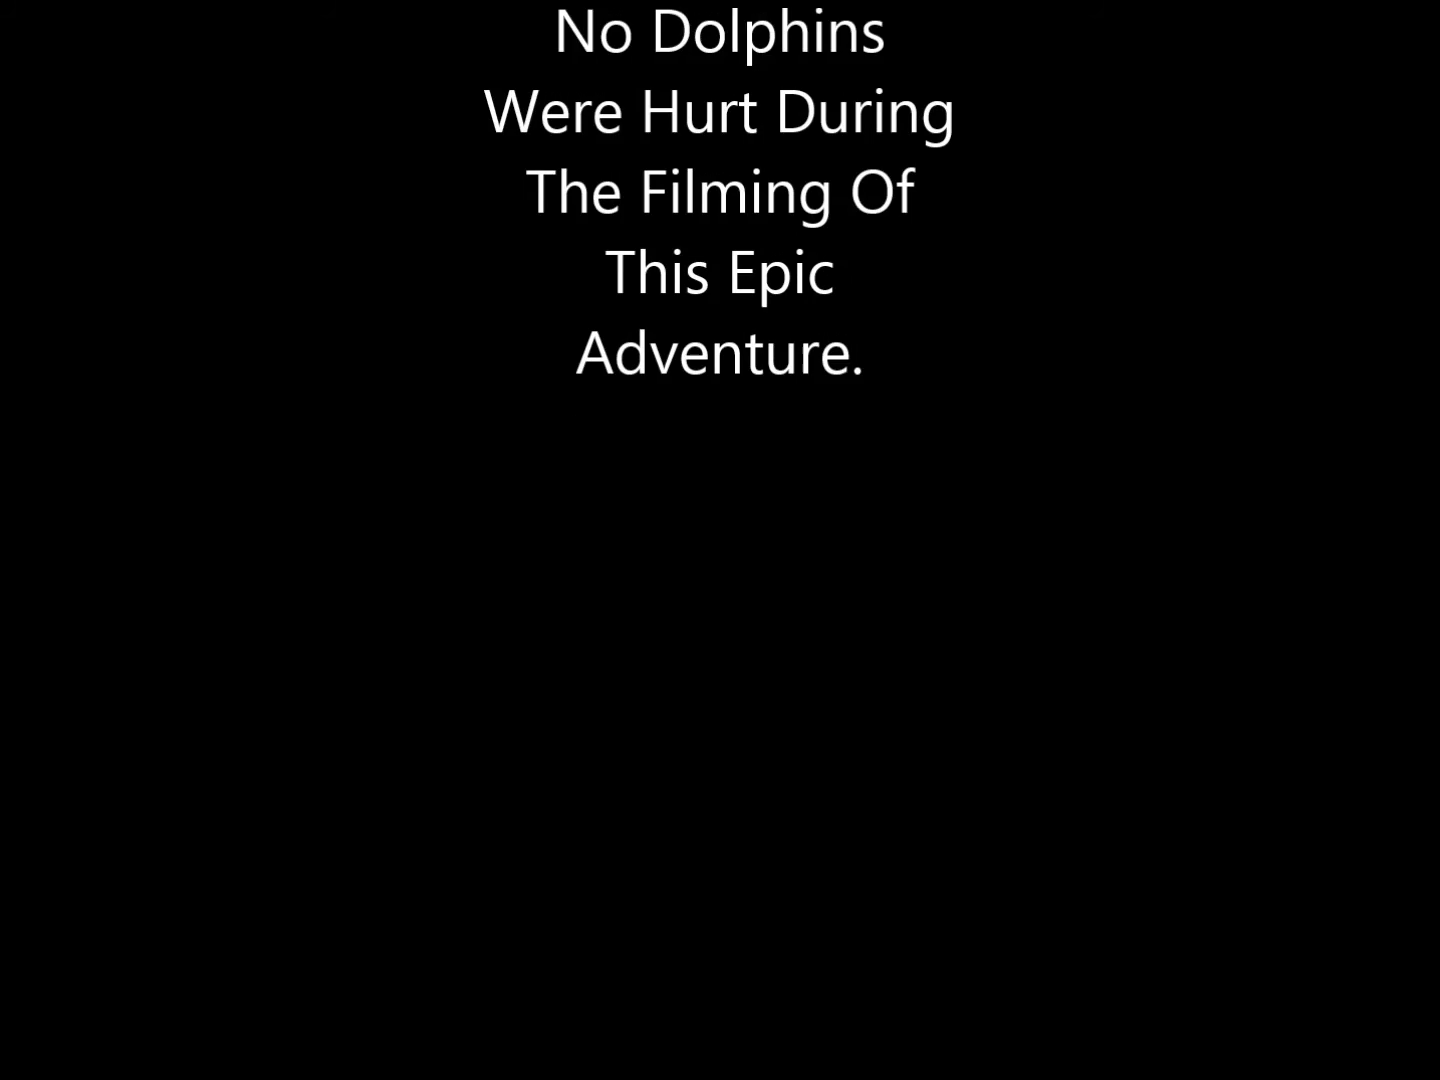 No Dolphins
Were Hurt During
The Filming Of
This Epic
Adventure.